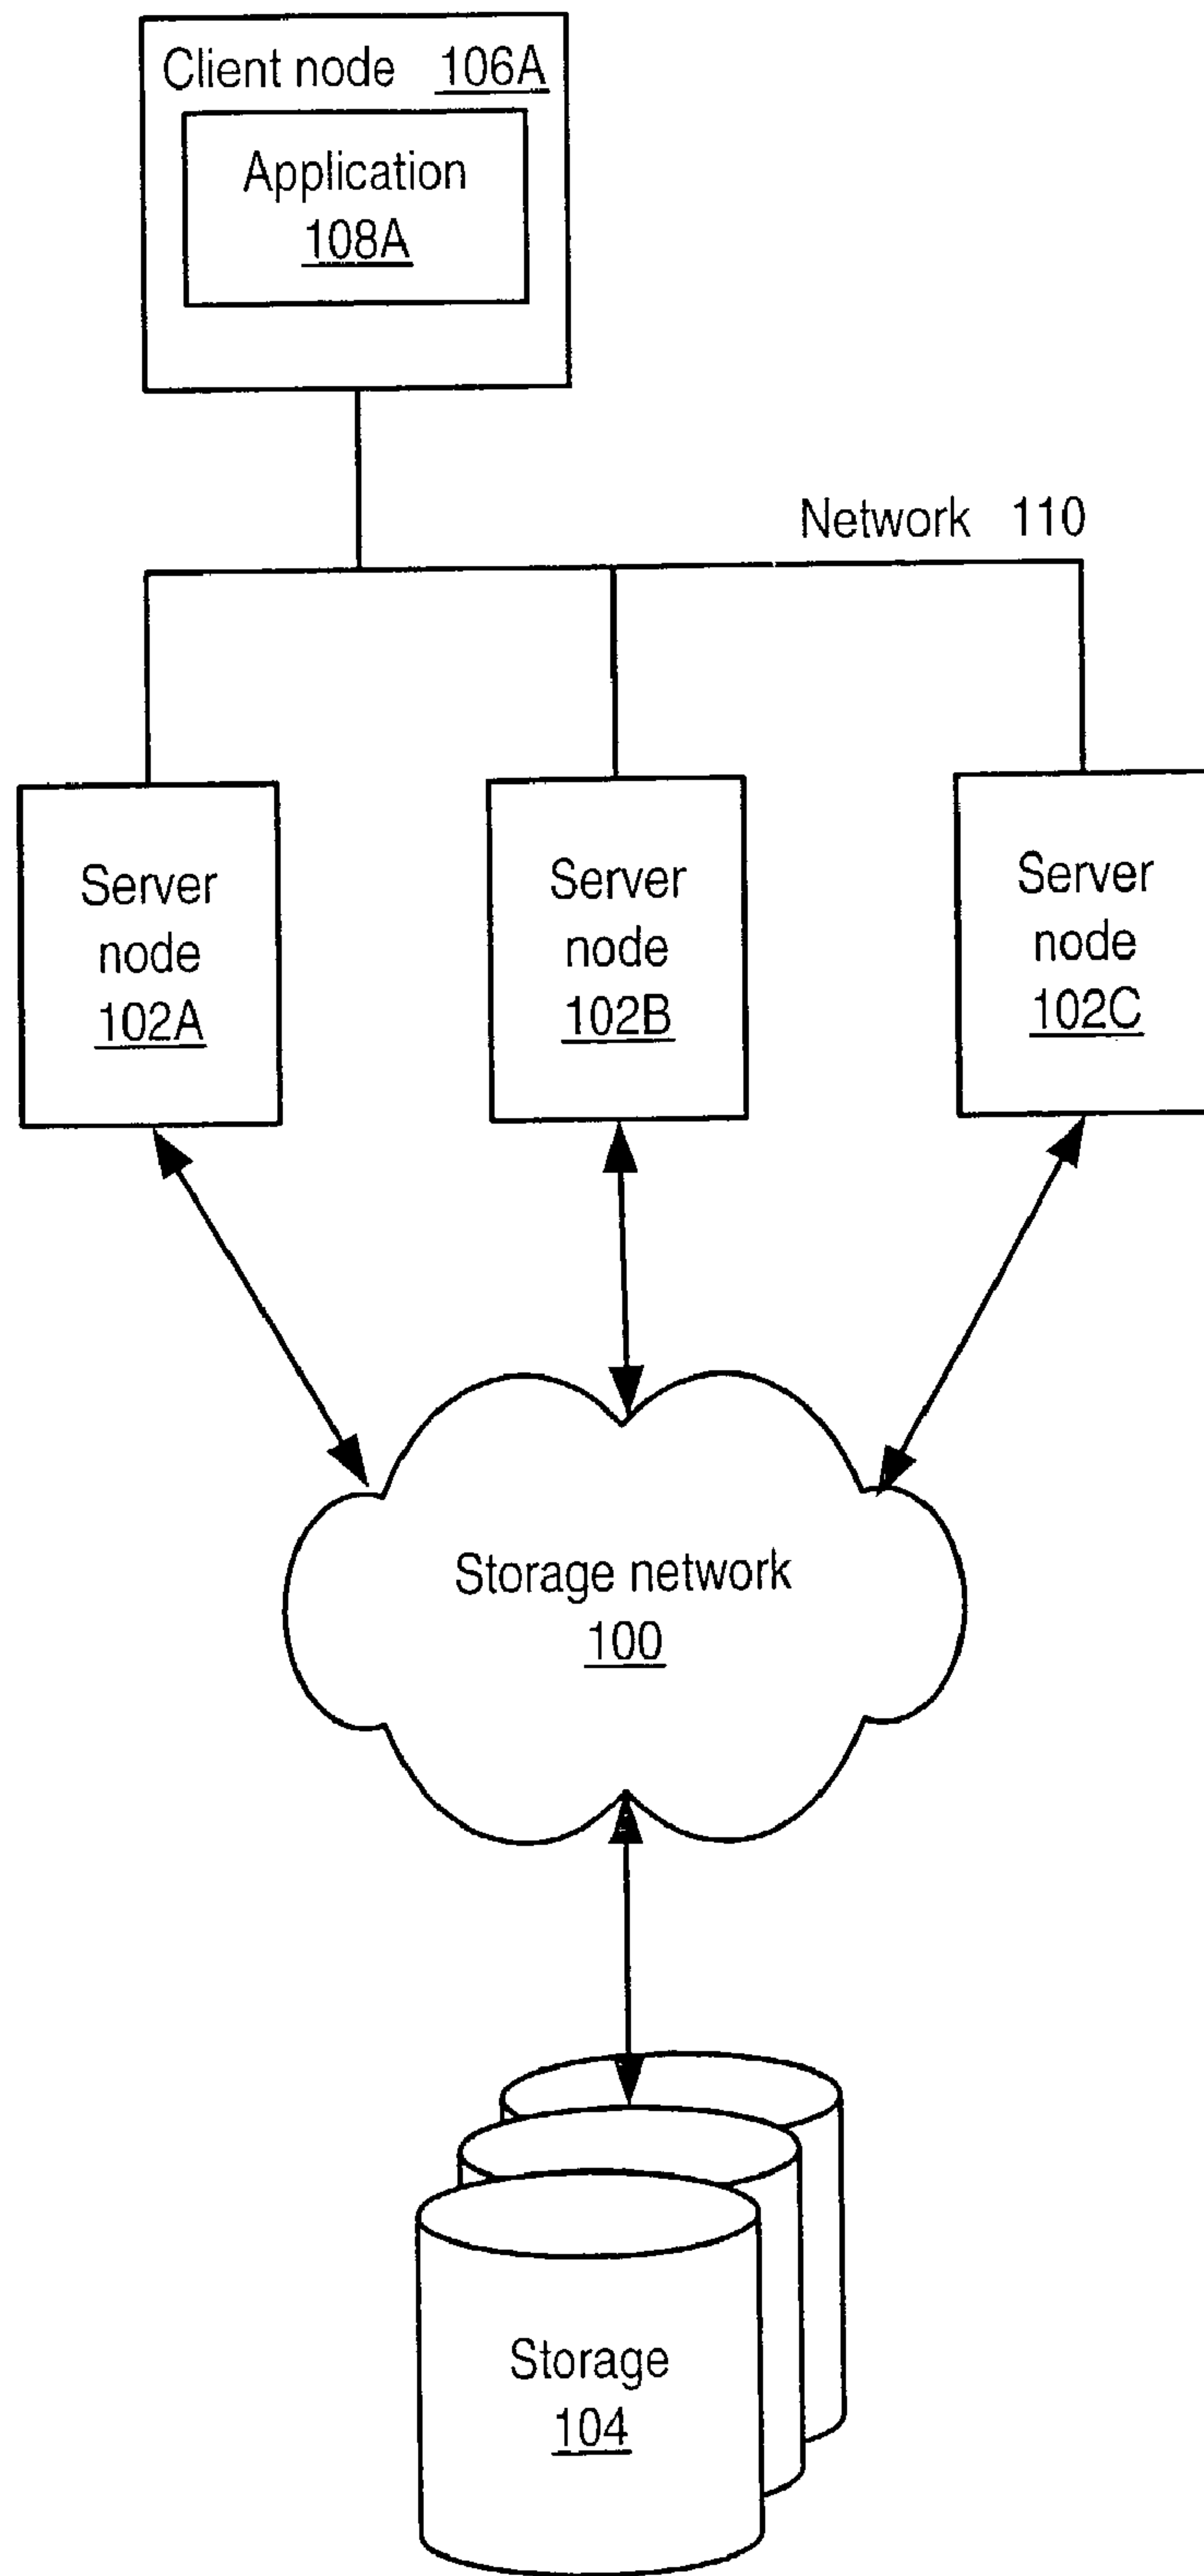 Client node 106A
Application
108A
Network 110
Server
node
102A
Server
node
102B
Server
node
102C
Storage network
100
Storage
104